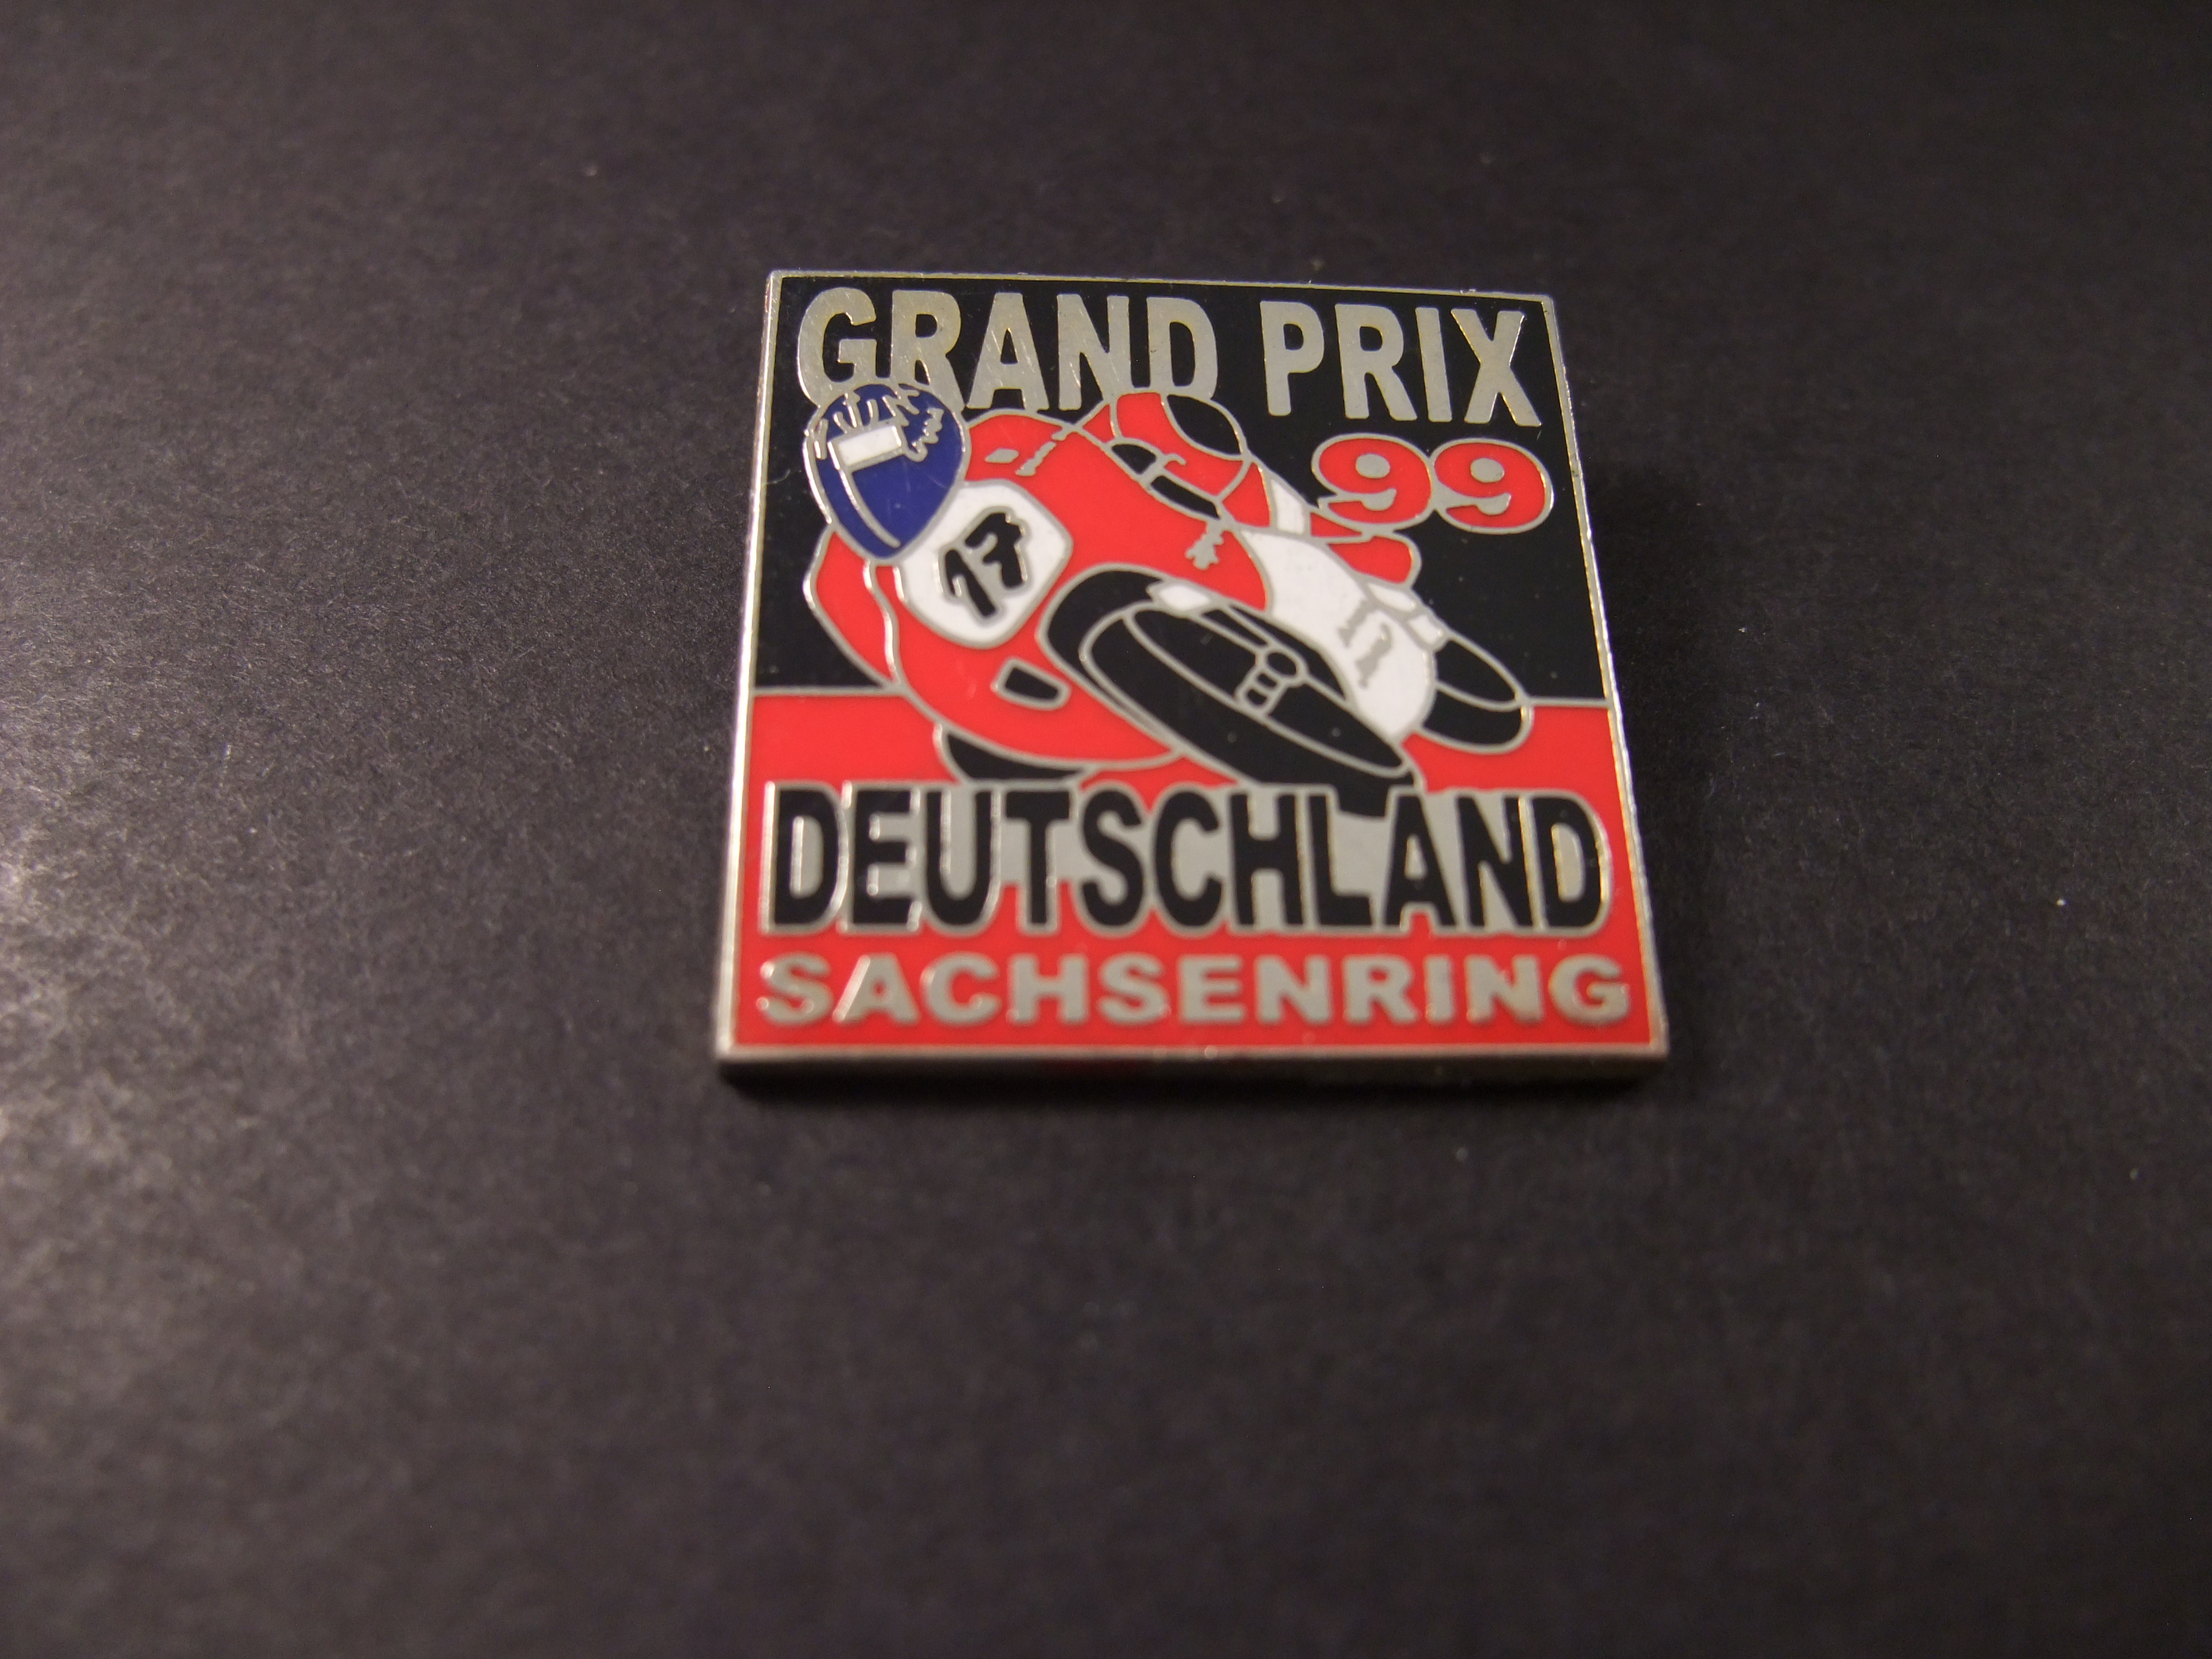 GRAND PRIX
99
17
DEUTSCHLAND
SACHSENRING